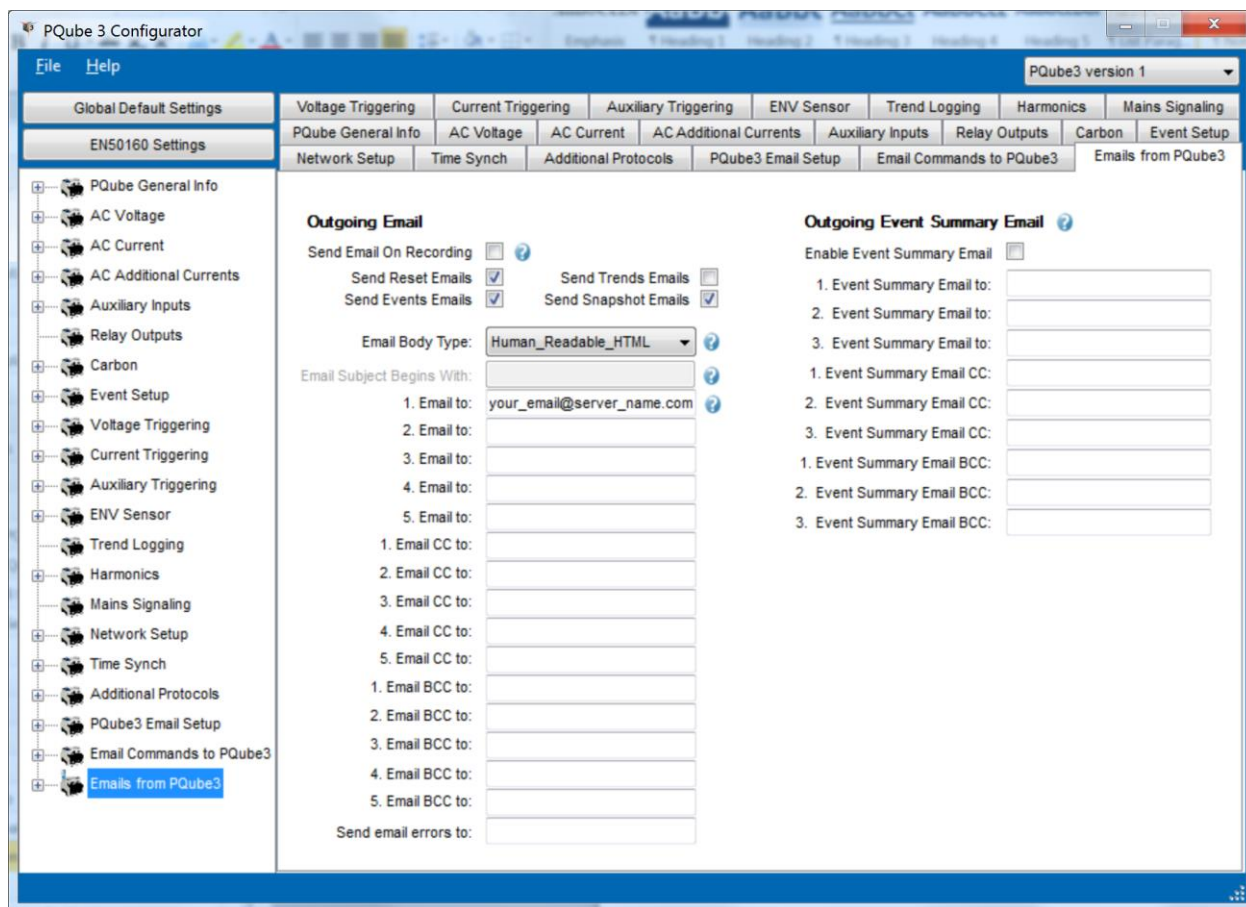 PQube 3 Configurator
Emphasis ¶ Heading 1 Heading 2 ¶ Heading 3 Heading 4 Heading 5
File Help
PQube3 version 1
Global Default Settings
EN50160 Settings
Voltage Triggering Current Triggering Auxiliary Triggering ENV Sensor Trend Logging Harmonics Mains Signaling
PQube General Info AC Voltage AC Current AC Additional Currents Auxiliary Inputs Relay Outputs Carbon Event Setup
Network Setup Time Synch Additional Protocols PQube3 Email Setup Email Commands to PQube3 Emails from PQube3
PQube General Info
AC Voltage
AC Current
AC Additional Currents
Auxiliary Inputs
Relay Outputs
Carbon
Event Setup
Voltage Triggering
Current Triggering
Auxiliary Triggering
ENV Sensor
Trend Logging
Harmonics
Mains Signaling
Network Setup
Time Synch
Additional Protocols
PQube3 Email Setup
Email Commands to PQube3
Emails from PQube3
Outgoing Email
Send Email On Recording
Send Reset Emails Send Trends Emails
Send Events Emails Send Snapshot Emails
Email Body Type: Human_Readable_HTML
Email Subject Begins With:
1. Email to: your_email@server_name.com
2. Email to:
3. Email to:
4. Email to:
5. Email to:
1. Email CC to:
2. Email CC to:
3. Email CC to:
4. Email CC to:
5. Email CC to:
1. Email BCC to:
2. Email BCC to:
3. Email BCC to:
4. Email BCC to:
5. Email BCC to:
Send email errors to:
Outgoing Event Summary Email
Enable Event Summary Email
1. Event Summary Email to:
2. Event Summary Email to:
3. Event Summary Email to:
1. Event Summary Email CC:
2. Event Summary Email CC:
3. Event Summary Email CC:
1. Event Summary Email BCC:
2. Event Summary Email BCC:
3. Event Summary Email BCC: